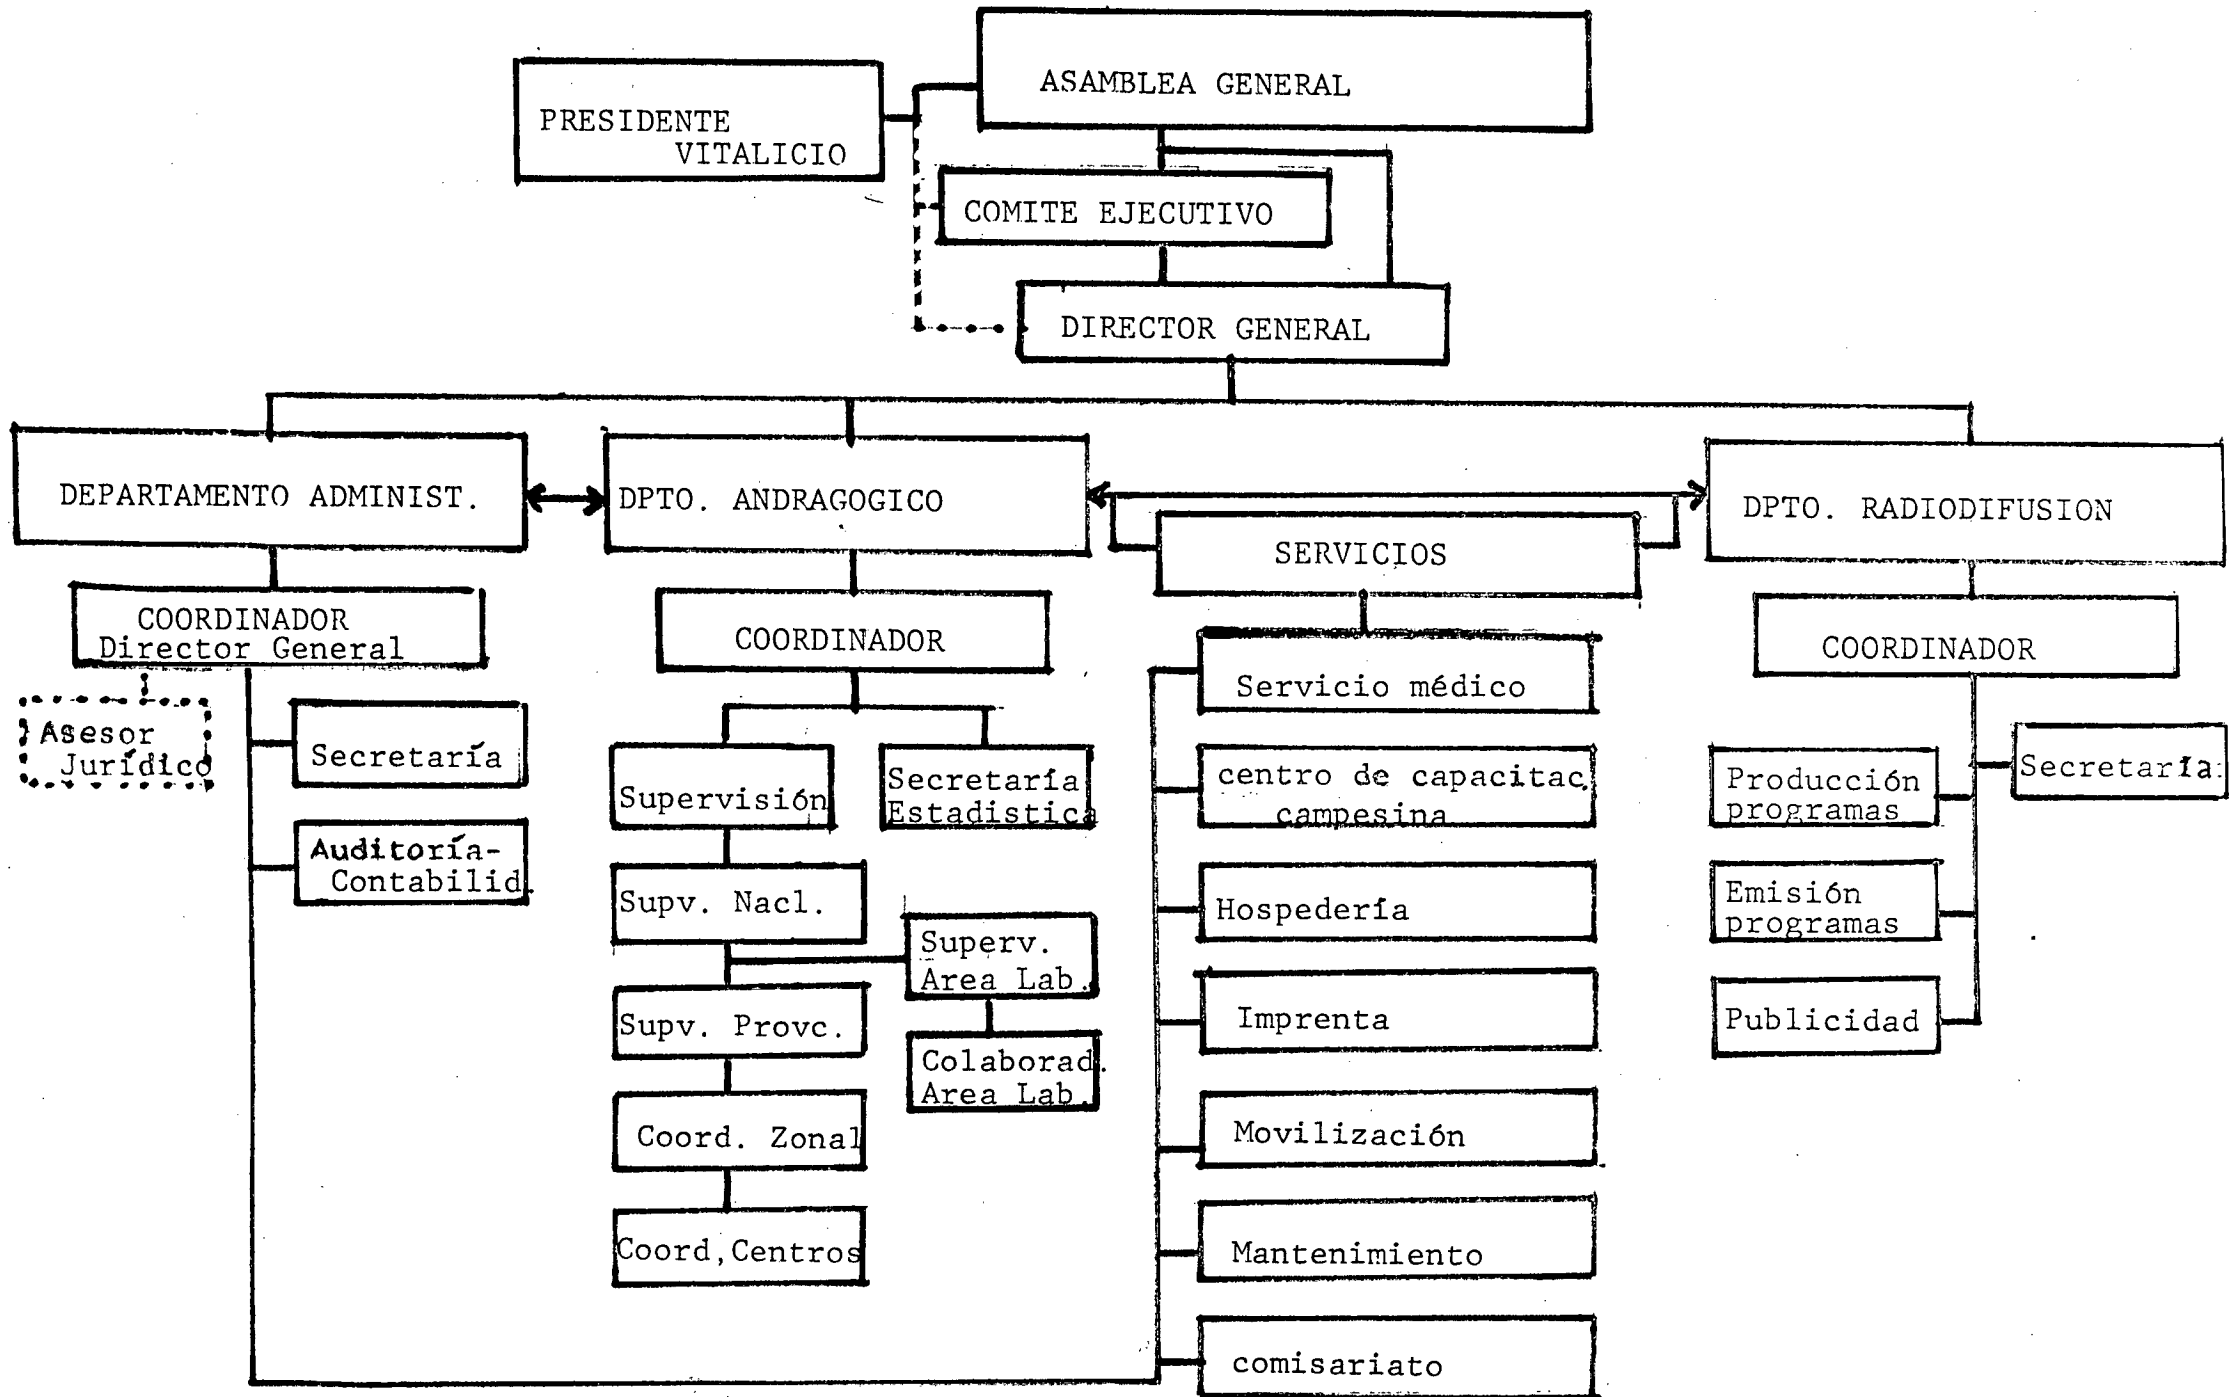 ASAMBLEA GENERAL
PRESIDENTE
VITALICIO
COMITE EJECUTIVO
DIRECTOR GENERAL
DEPARTAMENTO ADMINIST.
DPTO. ANDRAGOGICO
SERVICIOS
DPTO. RADIODIFUSION
COORDINADOR
Director General
Asesor
Jurídico
Secretaría
Auditoría-
Contabilid.
COORDINADOR
Supervisión
Secretaría
Estadistica
Supv. Nacl.
Superv.
Area Lab.
Supv. Provc.
Colaborad.
Area Lab.
Coord. Zonal
Coord,Centros
Servicio médico
centro de capacitac.
campesina
Hospedería
Imprenta
Movilización
Mantenimiento
comisariato
COORDINADOR
Secretaría
Producción
programas
Emisión
programas
Publicidad